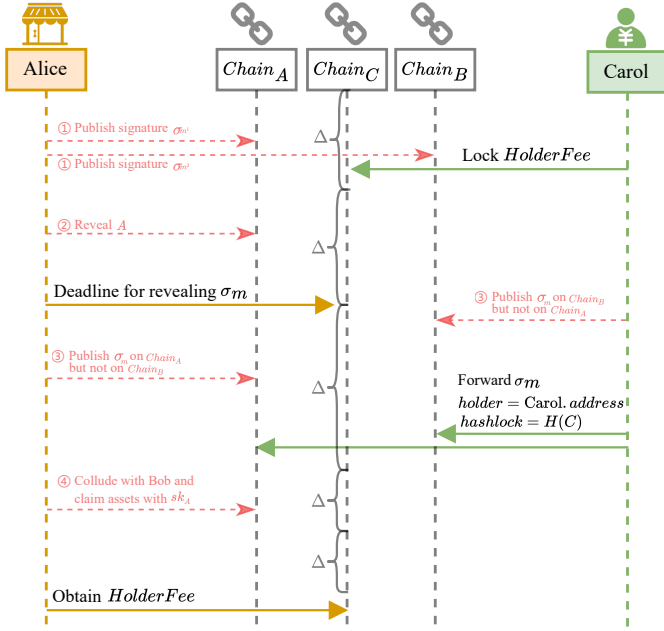 Alice
Chain_A
Chain_C
Chain_B
Carol
① Publish signature σ_m'
Δ
① Publish signature σ_m'
Lock HolderFee
② Reveal A
Δ
Deadline for revealing σ_m
③ Publish σ_m on Chain_B
but not on Chain_A
③ Publish σ_m on Chain_A
but not on Chain_B
Δ
Forward σ_m
holder = Carol. address
hashlock = H(C)
④ Collude with Bob and
claim assets with sk_A
Δ
Δ
Obtain HolderFee